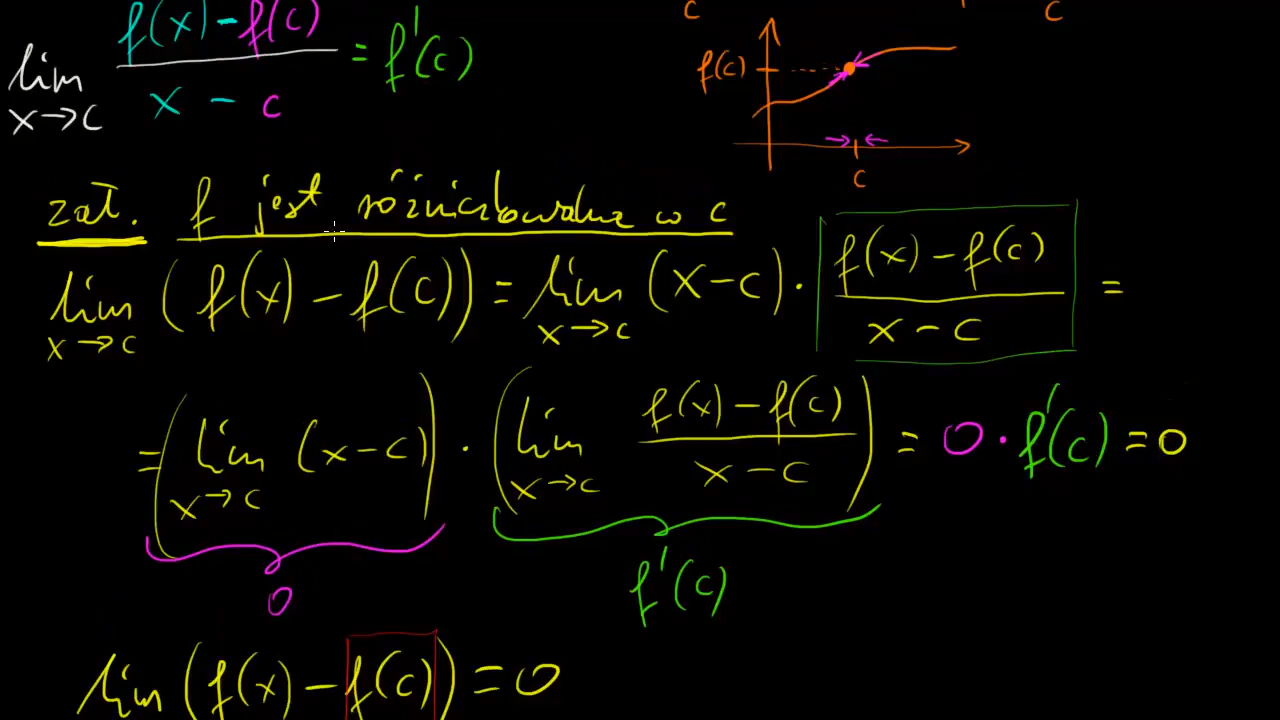 c c
lim x→c f(x) - f(c) / x - c = f'(c)
f(c)
c
zał. f jest różniczkowalna w c
lim x→c (f(x) - f(c)) = lim x→c (x-c) · f(x) - f(c) / x - c =
= (lim x→c (x-c)) · (lim x→c f(x) - f(c) / x - c) = 0 · f'(c) = 0
0 f'(c)
lim (f(x) - f(c)) = 0